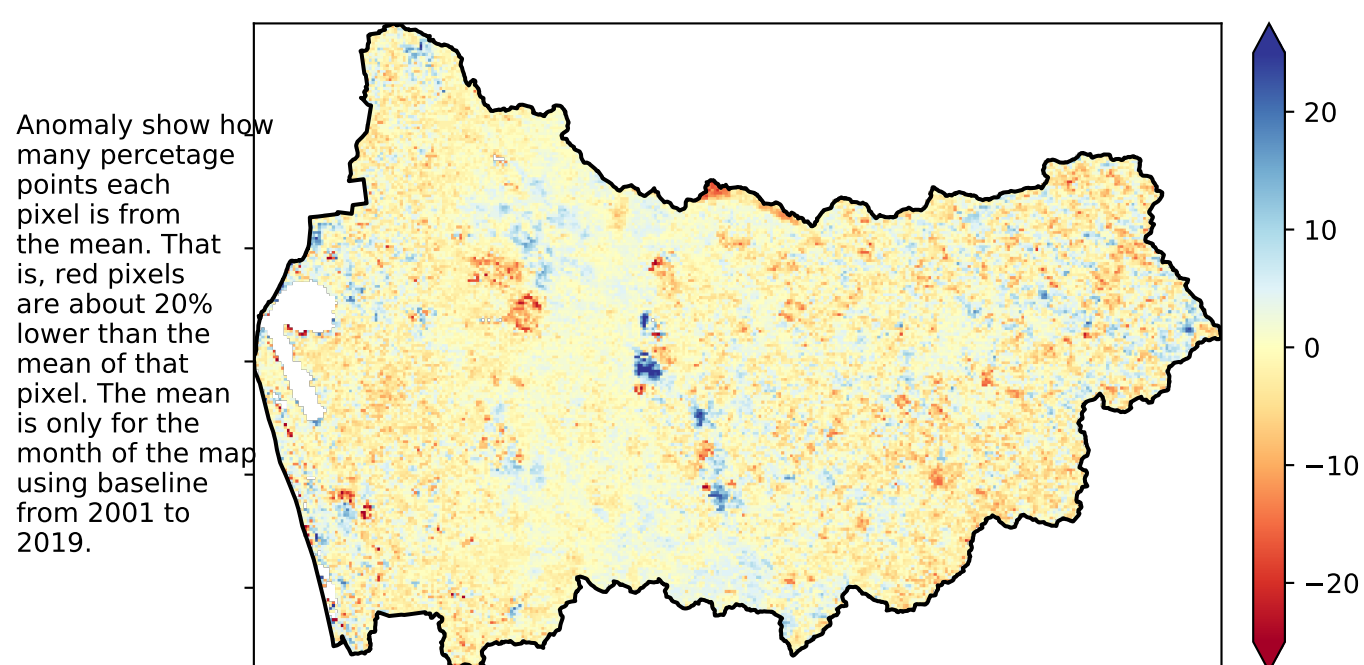 Anomaly show how
many percetage
points each
pixel is from
the mean. That
is, red pixels
are about 20%
lower than the
mean of that
pixel. The mean
is only for the
month of the map
using baseline
from 2001 to
2019.
20
10
0
−10
−20